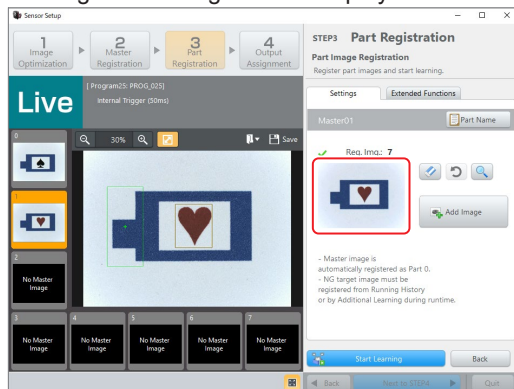 Sensor Setup
1
Image
Optimization
2
Master
Registration
3
Part
Registration
4
Output
Assignment
Live
[ Program25: PROG_025]
Internal Trigger (50ms)
30%
Save
0
1
2
No Master
Image
3
No Master
Image
4
No Master
Image
5
No Master
Image
6
No Master
Image
7
No Master
Image
STEP3 Part Registration
Part Image Registration
Register part images and start learning.
Settings
Extended Functions
Master01
Part Name
Reg. Img.: 7
Add Image
- Master image is
automatically registered as Part 0.
- NG target image must be
registered from Running History
or by Additional Learning during runtime.
Start Learning
Back
Back
Next to STEP4
Quit